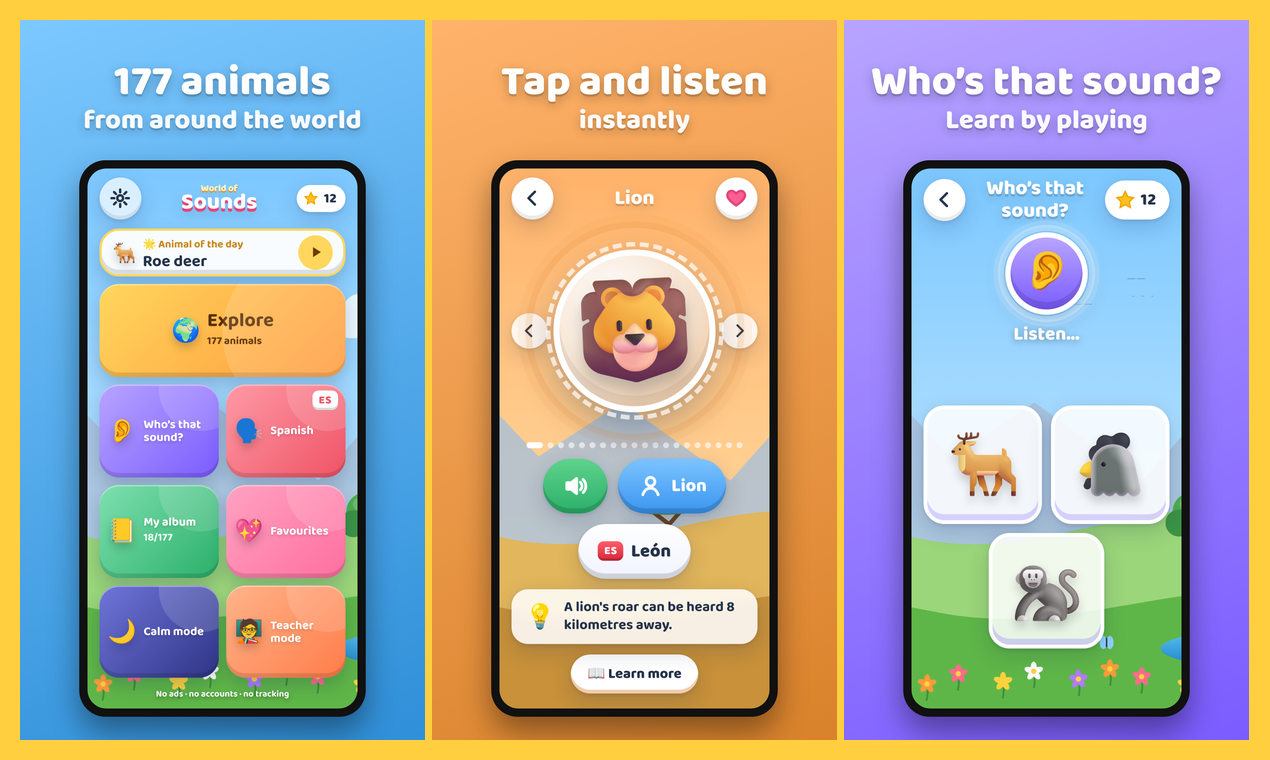 177 animals
from around the world
World of
Sounds
12
Animal of the day
Roe deer
Explore
177 animals
Who's that
sound?
ES
Spanish
My album
18/177
Favourites
Calm mode
Teacher
mode
No ads · no accounts · no tracking
Tap and listen
instantly
Lion
Lion
ES León
A lion's roar can be heard 8
kilometres away.
Learn more
Who's that sound?
Learn by playing
Who's that
sound?
12
Listen...